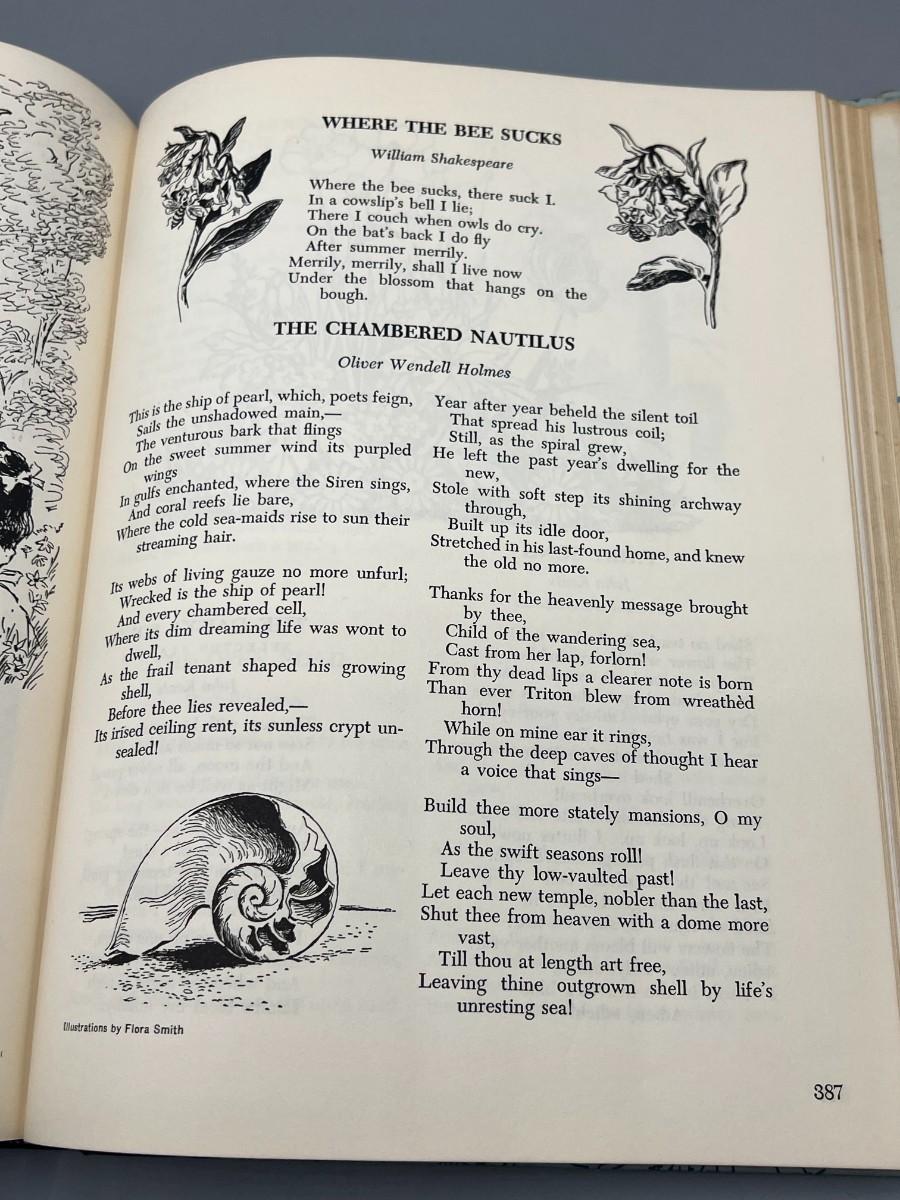 WHERE THE BEE SUCKS
William Shakespeare
Where the bee sucks, there suck I.
In a cowslip's bell I lie;
There I couch when owls do cry.
On the bat's back I do fly
After summer merrily.
Merrily, merrily, shall I live now
Under the blossom that hangs on the
bough.
THE CHAMBERED NAUTILUS
Oliver Wendell Holmes
This is the ship of pearl, which, poets feign,
Sails the unshadowed main,—
The venturous bark that flings
On the sweet summer wind its purpled
wings
In gulfs enchanted, where the Siren sings,
And coral reefs lie bare,
Where the cold sea-maids rise to sun their
streaming hair.
Its webs of living gauze no more unfurl;
Wrecked is the ship of pearl!
And every chambered cell,
Where its dim dreaming life was wont to
dwell,
As the frail tenant shaped his growing
shell,
Before thee lies revealed,—
Its irised ceiling rent, its sunless crypt un-
sealed!
Year after year beheld the silent toil
That spread his lustrous coil;
Still, as the spiral grew,
He left the past year's dwelling for the
new,
Stole with soft step its shining archway
through,
Built up its idle door,
Stretched in his last-found home, and knew
the old no more.
Thanks for the heavenly message brought
by thee,
Child of the wandering sea,
Cast from her lap, forlorn!
From thy dead lips a clearer note is born
Than ever Triton blew from wreathèd
horn!
While on mine ear it rings,
Through the deep caves of thought I hear
a voice that sings—
Build thee more stately mansions, O my
soul,
As the swift seasons roll!
Leave thy low-vaulted past!
Let each new temple, nobler than the last,
Shut thee from heaven with a dome more
vast,
Till thou at length art free,
Leaving thine outgrown shell by life's
unresting sea!
Illustrations by Flora Smith
387